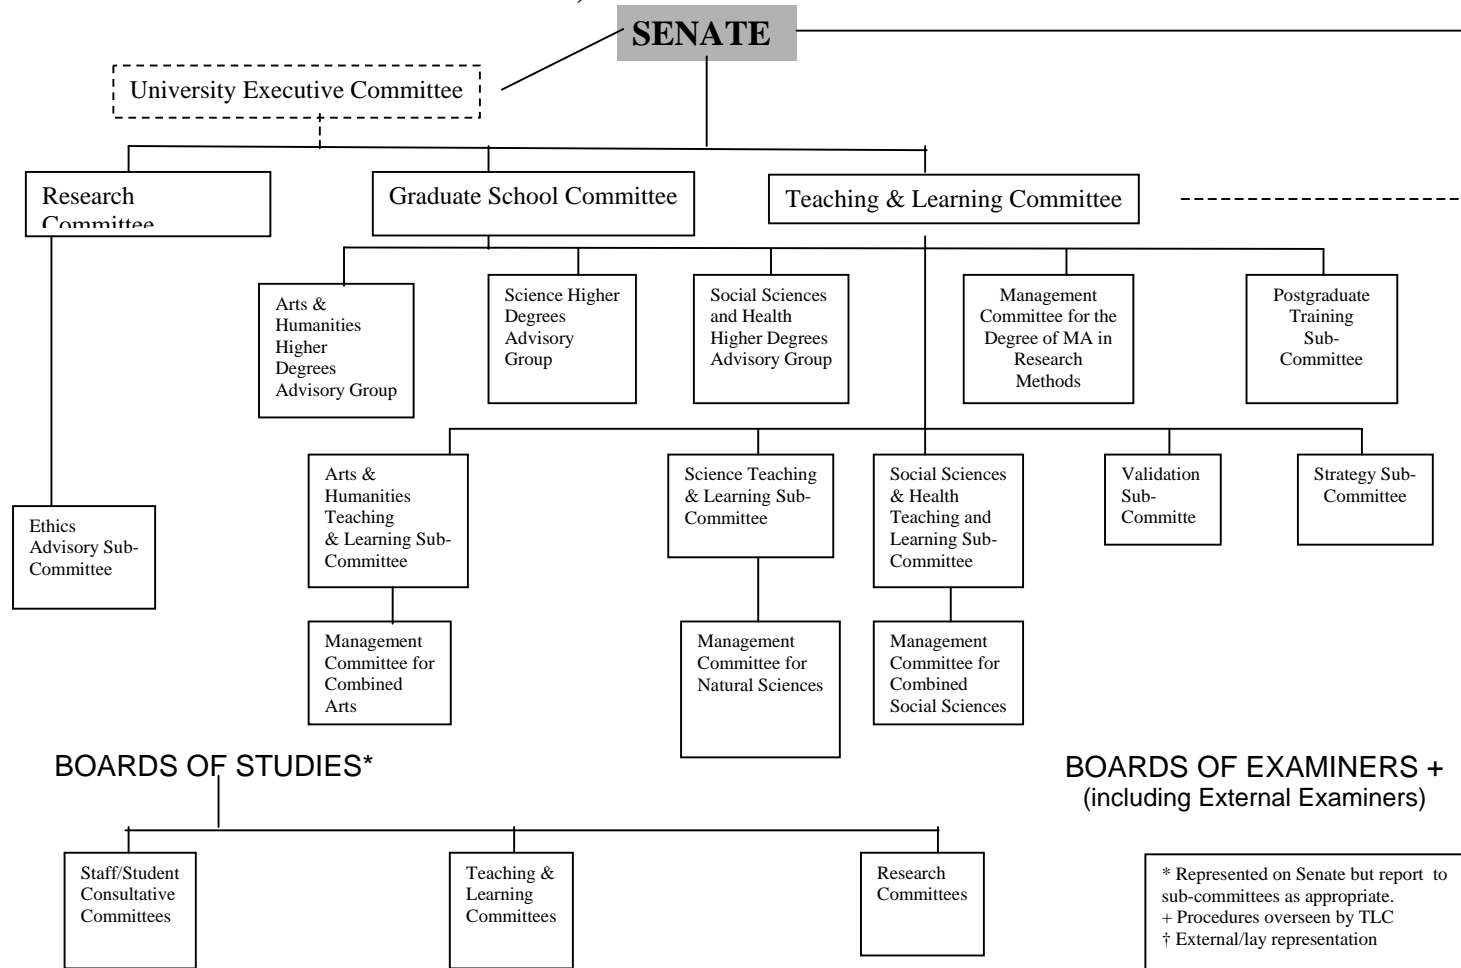 SENATE
University Executive Committee
Research
Committee
Graduate School Committee
Teaching & Learning Committee
Arts &
Humanities
Higher
Degrees
Advisory Group
Science Higher
Degrees
Advisory
Group
Social Sciences
and Health
Higher Degrees
Advisory Group
Management
Committee for the
Degree of MA in
Research
Methods
Postgraduate
Training
Sub-
Committee
Arts &
Humanities
Teaching
& Learning Sub-
Committee
Science Teaching
& Learning Sub-
Committee
Social Sciences
& Health
Teaching and
Learning Sub-
Committee
Validation
Sub-
Committe
Strategy Sub-
Committee
Ethics
Advisory Sub-
Committee
Management
Committee for
Combined
Arts
Management
Committee for
Natural Sciences
Management
Committee for
Combined
Social Sciences
BOARDS OF STUDIES*
BOARDS OF EXAMINERS +
(including External Examiners)
Staff/Student
Consultative
Committees
Teaching &
Learning
Committees
Research
Committees
* Represented on Senate but report to
sub-committees as appropriate.
+ Procedures overseen by TLC
† External/lay representation